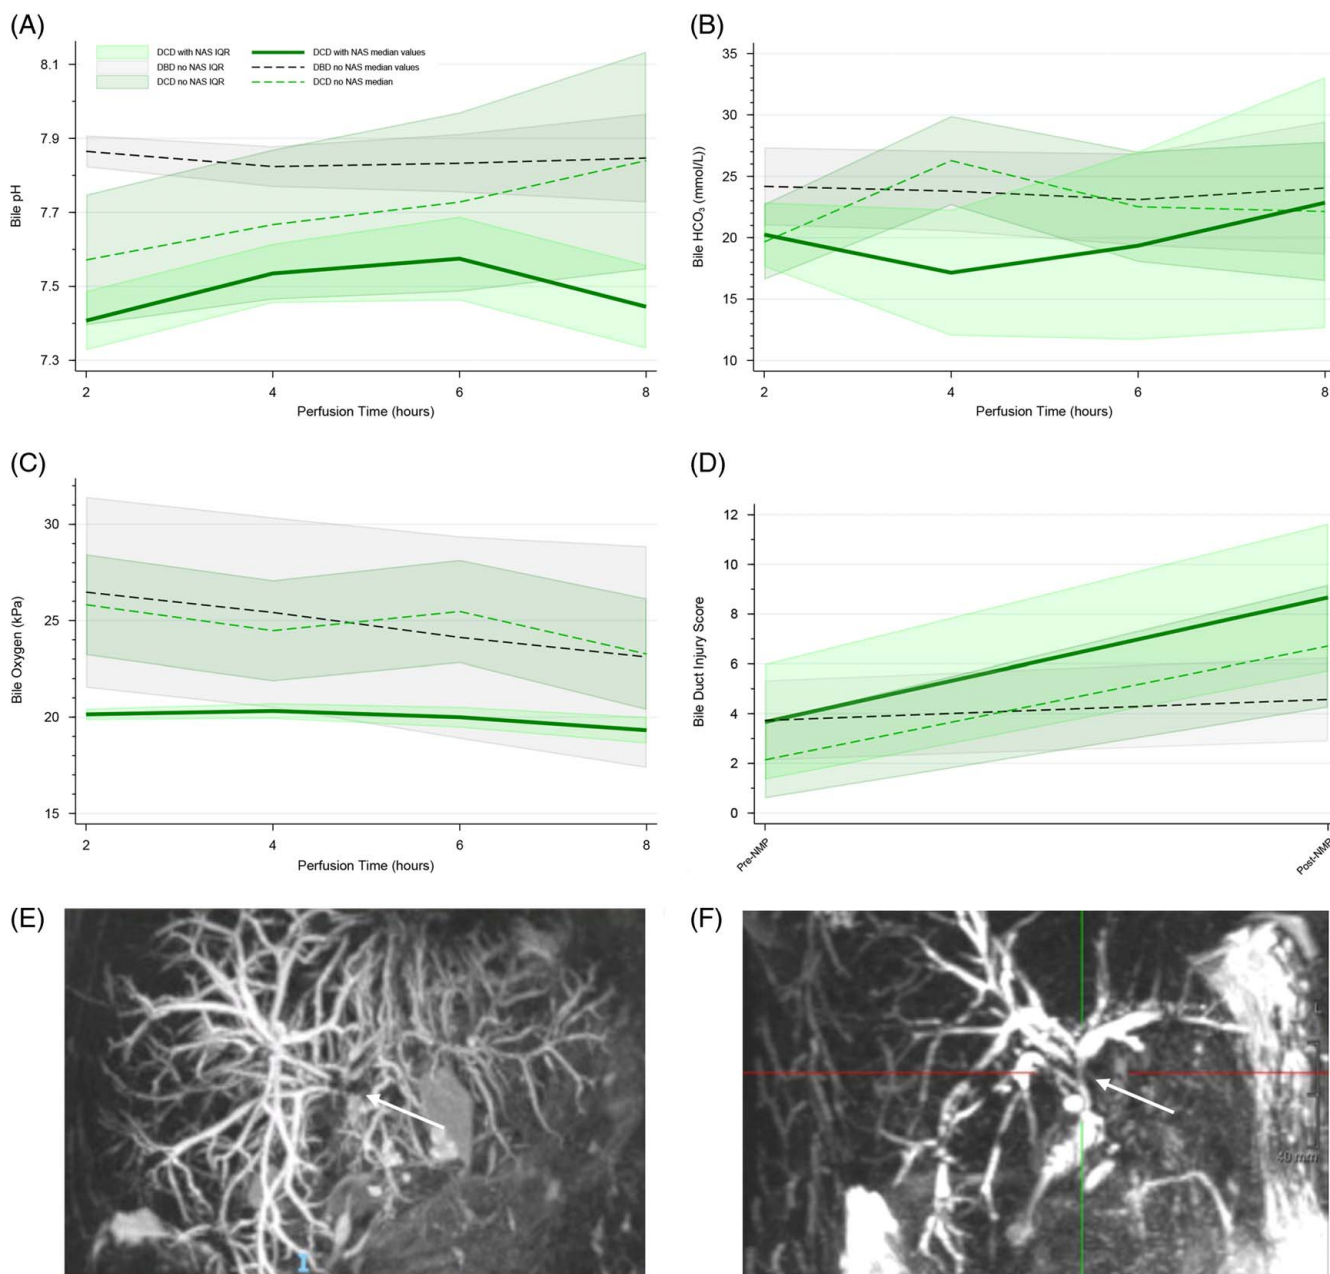 (A)
DCD with NAS IQR
DBD no NAS IQR
DCD no NAS IQR
DCD with NAS median values
DBD no NAS median values
DCD no NAS median
8.1
7.9
7.7
7.5
7.3
Bile pH
2 4 6 8
Perfusion Time (hours)
(B)
35
30
25
20
15
10
Bile HCO₃ (mmol/L))
2 4 6 8
Perfusion Time (hours)
(C)
30
25
20
15
Bile Oxygen (kPa)
2 4 6 8
Perfusion Time (hours)
(D)
12
10
8
6
4
2
0
Bile Duct Injury Score
Pre-NMP
Post-NMP
(E)
1
(F)
40 mm